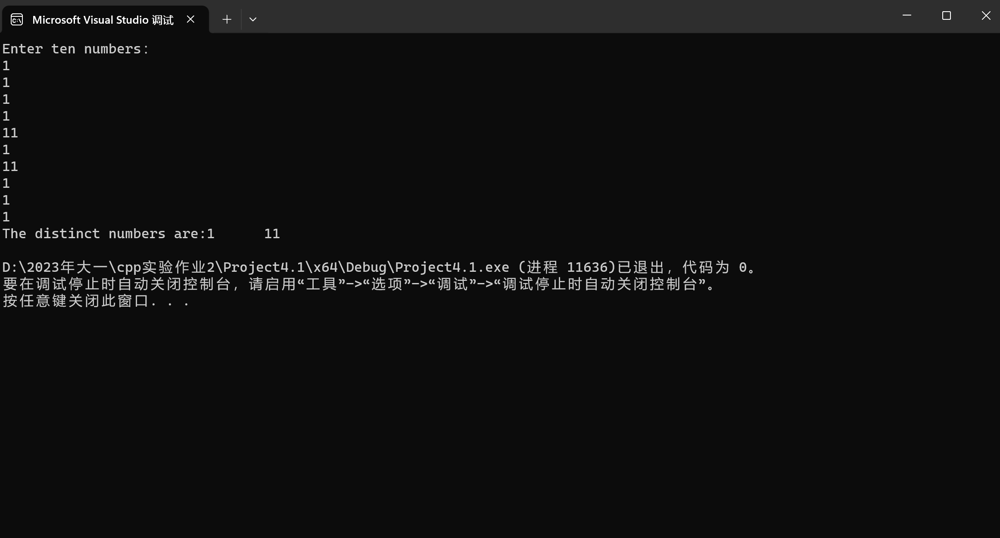 Microsoft Visual Studio 调试
Enter ten numbers:
1
1
1
1
11
1
11
1
1
1
The distinct numbers are:1      11
D:\2023年大一\cpp实验作业2\Project4.1\x64\Debug\Project4.1.exe (进程 11636)已退出，代码为 0。
要在调试停止时自动关闭控制台，请启用“工具”->“选项”->“调试”->“调试停止时自动关闭控制台”。
按任意键关闭此窗口. . .